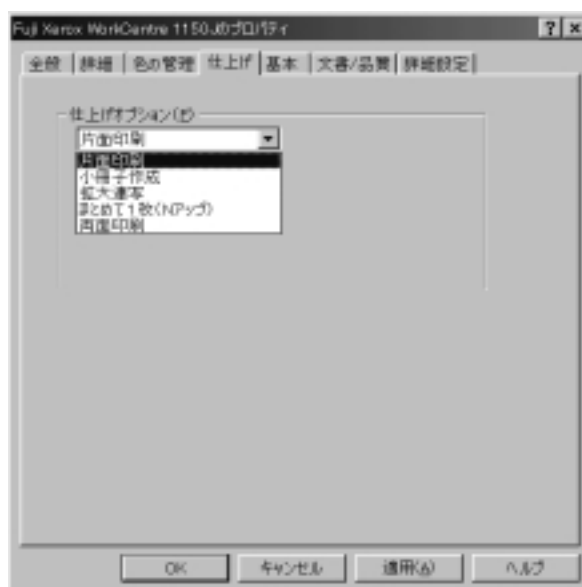 Fuji Xerox WorkCentre 1150Jのプロパティ
? ×
全般 詳細 色の管理 仕上げ 基本 文書/品質 詳細設定
仕上げオプション(E)
片面印刷
片面印刷
小冊子作成
拡大連写
まとめて1枚(Nアップ)
両面印刷
OK キャンセル 適用(A) ヘルプ